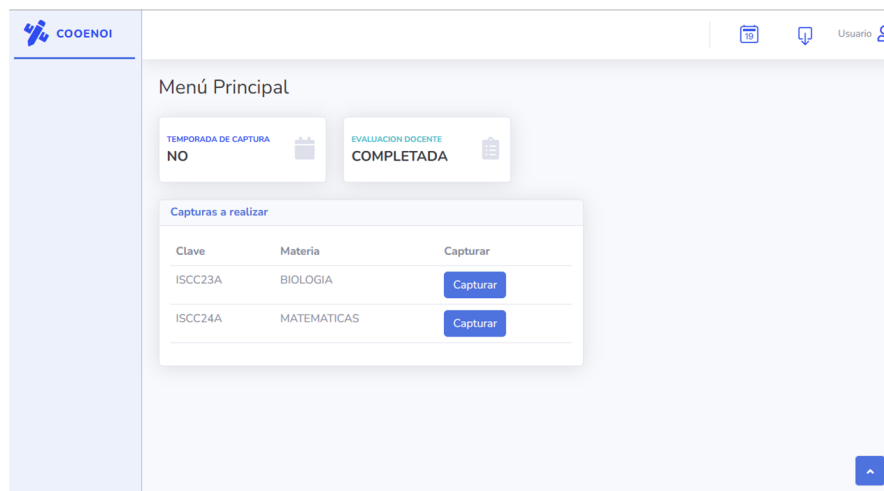 COOENOI
19
Usuario
Menú Principal
TEMPORADA DE CAPTURA
NO
EVALUACION DOCENTE
COMPLETADA
Capturas a realizar
Clave Materia Capturar
ISCC23A BIOLOGIA Capturar
ISCC24A MATEMATICAS Capturar